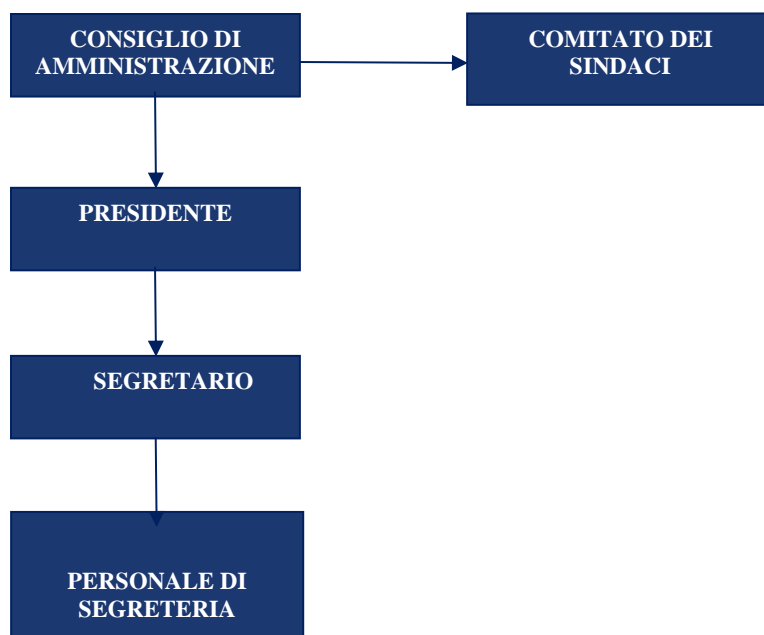 CONSIGLIO DI
AMMINISTRAZIONE
COMITATO DEI
SINDACI
PRESIDENTE
SEGRETARIO
PERSONALE DI
SEGRETERIA